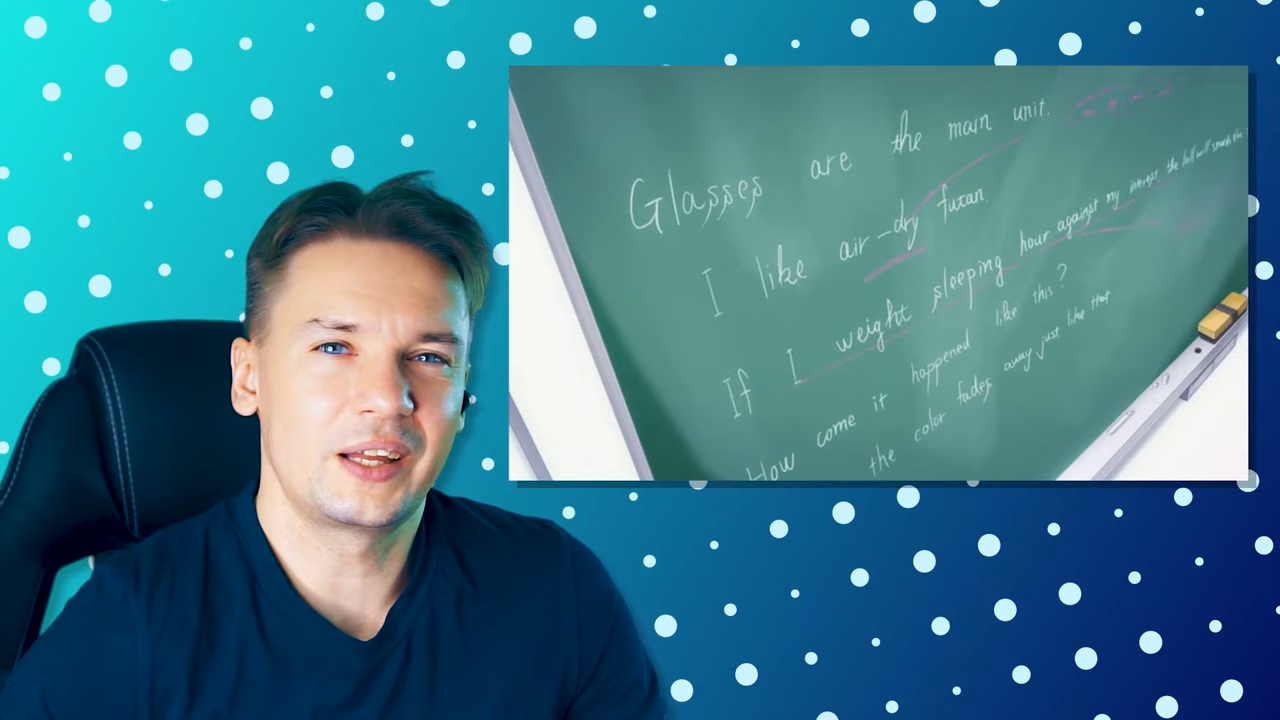 Glasses are the main unit.
I like air-dry futon.
If I weight sleeping hour against my interest, the ball will smash the
How come it happened like this?
the color fades away just like that